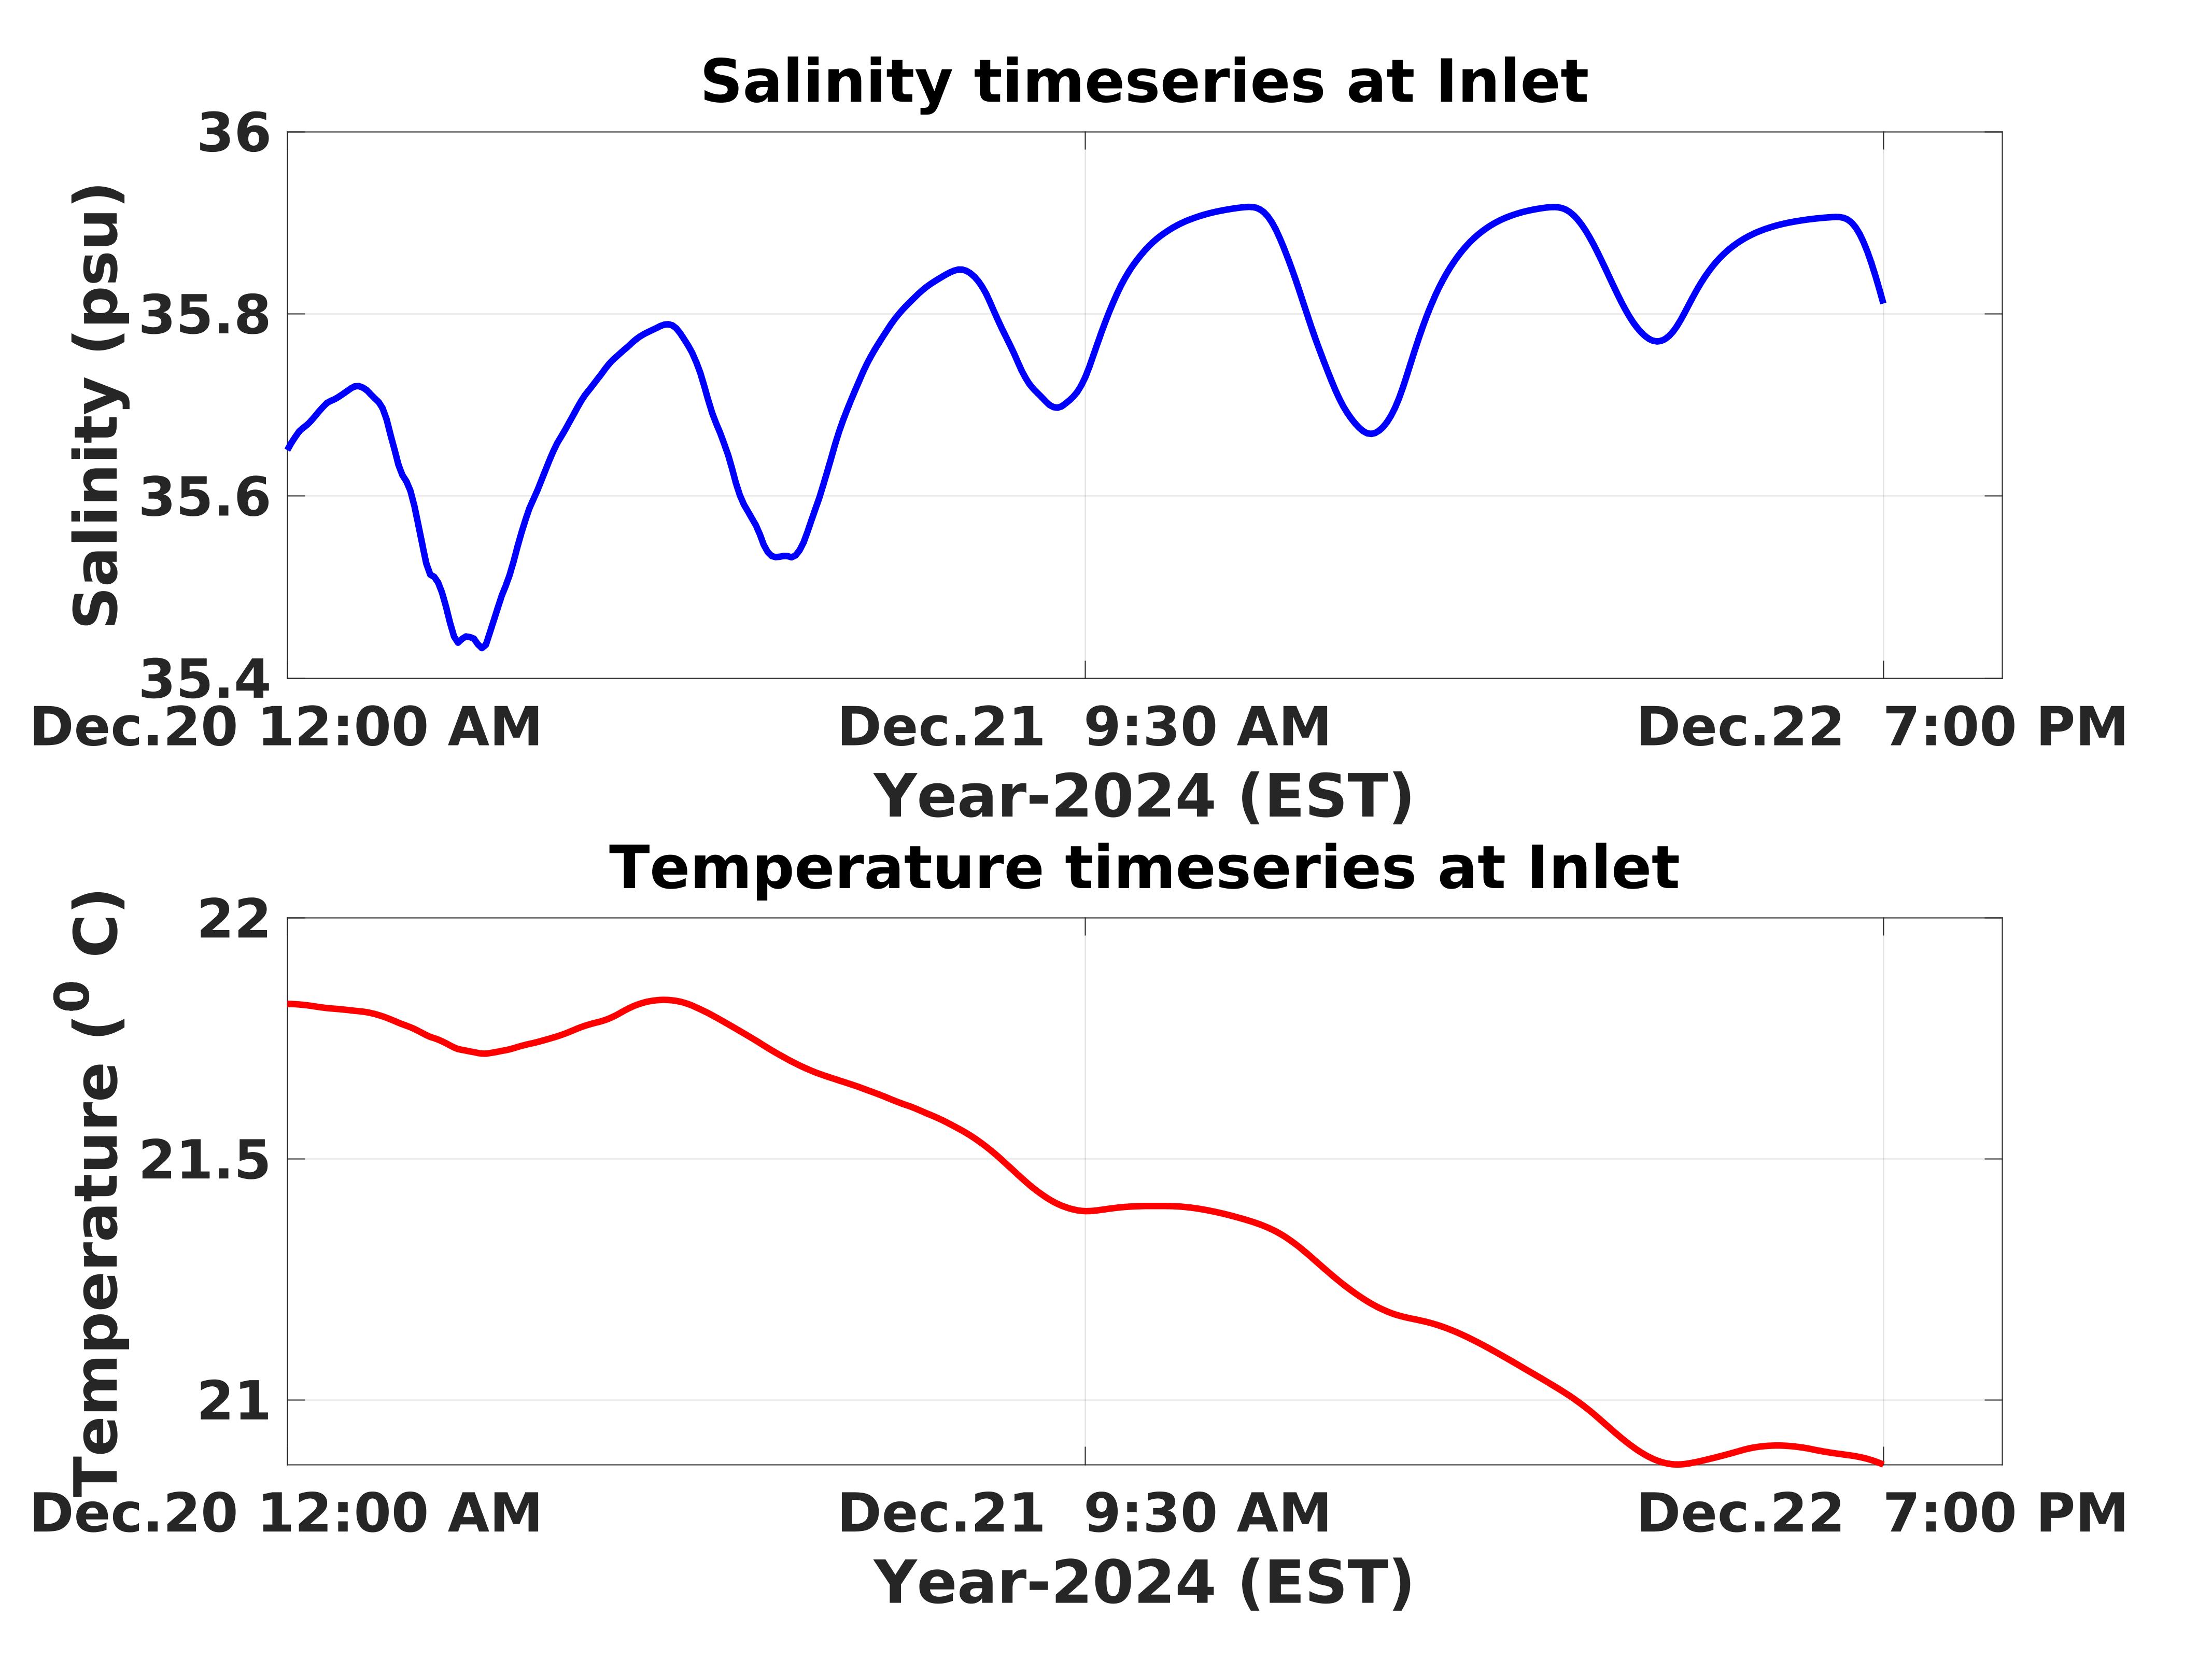 Salinity timeseries at Inlet
Salinity (psu)
36
35.8
35.6
35.4
Dec.20 12:00 AM Dec.21 9:30 AM Dec.22 7:00 PM
Year-2024 (EST)
Temperature timeseries at Inlet
Temperature (⁰ C)
22
21.5
21
Dec.20 12:00 AM Dec.21 9:30 AM Dec.22 7:00 PM
Year-2024 (EST)